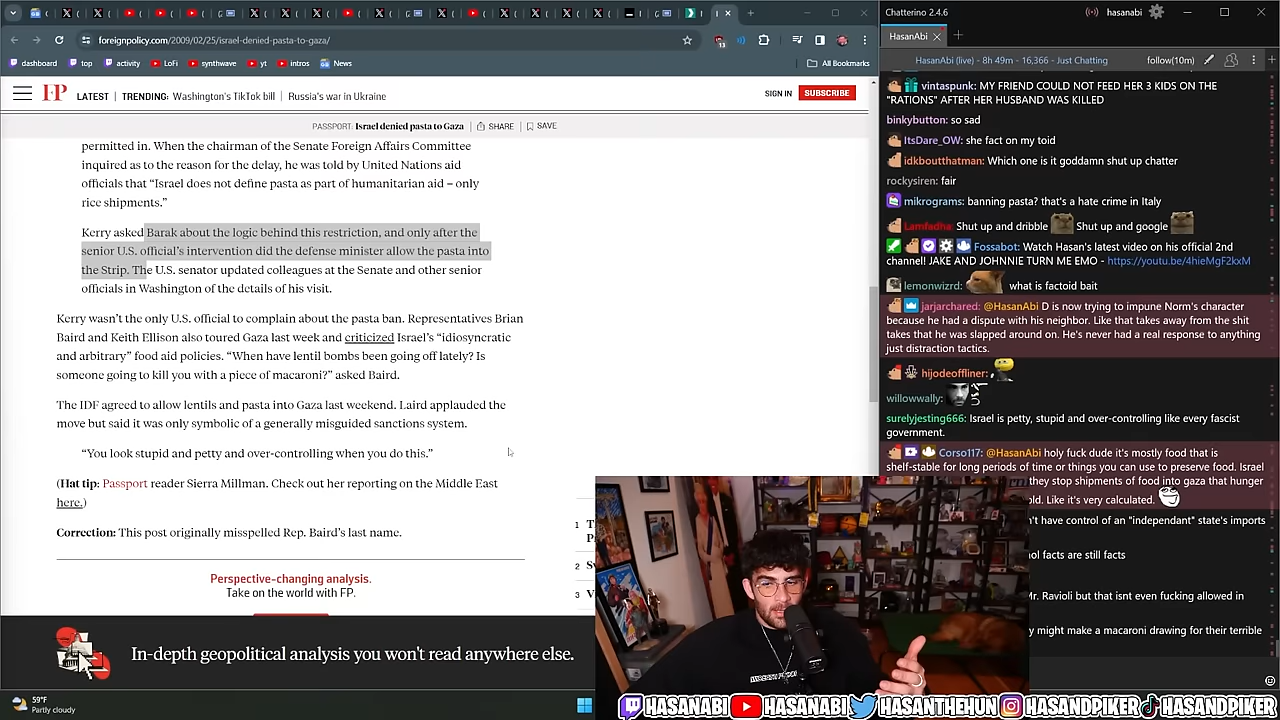 Chatterino 2.4.6
hasanabi
HasanAbi
foreignpolicy.com/2009/02/25/israel-denied-pasta-to-gaza/
13
dashboard
top
activity
LoFi
synthwave
yt
intros
News
All Bookmarks
FP
LATEST
TRENDING: Washington's TikTok bill
Russia's war in Ukraine
SIGN IN
SUBSCRIBE
PASSPORT: Israel denied pasta to Gaza
SHARE
SAVE
permitted in. When the chairman of the Senate Foreign Affairs Committee
inquired as to the reason for the delay, he was told by United Nations aid
officials that “Israel does not define pasta as part of humanitarian aid – only
rice shipments.”
Kerry asked Barak about the logic behind this restriction, and only after the
senior U.S. official's intervention did the defense minister allow the pasta into
the Strip. The U.S. senator updated colleagues at the Senate and other senior
officials in Washington of the details of his visit.
Kerry wasn't the only U.S. official to complain about the pasta ban. Representatives Brian
Baird and Keith Ellison also toured Gaza last week and criticized Israel's “idiosyncratic
and arbitrary” food aid policies. “When have lentil bombs been going off lately? Is
someone going to kill you with a piece of macaroni?” asked Baird.
The IDF agreed to allow lentils and pasta into Gaza last weekend. Laird applauded the
move but said it was only symbolic of a generally misguided sanctions system.
“You look stupid and petty and over-controlling when you do this.”
(Hat tip: Passport reader Sierra Millman. Check out her reporting on the Middle East
here.)
Correction: This post originally misspelled Rep. Baird's last name.
Perspective-changing analysis.
Take on the world with FP.
1
2
3
In-depth geopolitical analysis you won't read anywhere else.
59°F
Partly cloudy
HasanAbi (live) - 8h 49m - 16,366 - Just Chatting
follow(10m)
vintaspunk: MY FRIEND COULD NOT FEED HER 3 KIDS ON THE
"RATIONS" AFTER HER HUSBAND WAS KILLED
binkybutton: so sad
ItsDare_OW: she fact on my toid
idkboutthatman: Which one is it goddamn shut up chatter
rockysiren: fair
mikrograms: banning pasta? that's a hate crime in Italy
Lamfadha: Shut up and dribble Shut up and google
Fossabot: Watch Hasan's latest video on his official 2nd
channel! JAKE AND JOHNNIE TURN ME EMO - https://youtu.be/4hieMgF2kxM
lemonwizrd: what is factoid bait
jarjarchared: @HasanAbi D is now trying to impune Norm's character
because he had a dispute with his neighbor. Like that takes away from the shit
takes that he was slapped around on. He's never had a real response to anything
just distraction tactics.
hijodeoffliner:
willowwally:
surelyjesting666: Israel is petty, stupid and over-controlling like every fascist
government.
Corso117: @HasanAbi holy fuck dude it's mostly food that is
shelf-stable for long periods of time or things you can use to preserve food. Israel
they stop shipments of food into gaza that hunger
ld. Like it's very calculated.
't have control of an "independant" state's imports
ol facts are still facts
Mr. Ravioli but that isnt even fucking allowed in
y might make a macaroni drawing for their terrible
HASANABI
HASANABI
HASANTHEHUN
HASANDPIKER
HASANDPIKER